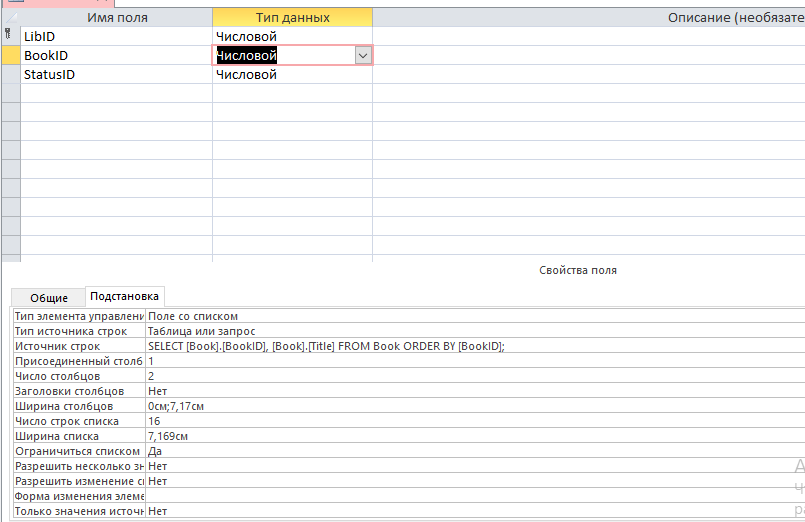 Имя поля Тип данных Описание (необязате
LibID Числовой
BookID Числовой
StatusID Числовой
Свойства поля
Общие Подстановка
Тип элемента управлени Поле со списком
Тип источника строк Таблица или запрос
Источник строк SELECT [Book].[BookID], [Book].[Title] FROM Book ORDER BY [BookID];
Присоединенный столб 1
Число столбцов 2
Заголовки столбцов Нет
Ширина столбцов 0см;7,17см
Число строк списка 16
Ширина списка 7,169см
Ограничиться списком Да
Разрешить несколько зн Нет
Разрешить изменение сп Нет
Форма изменения элеме
Только значения источн Нет